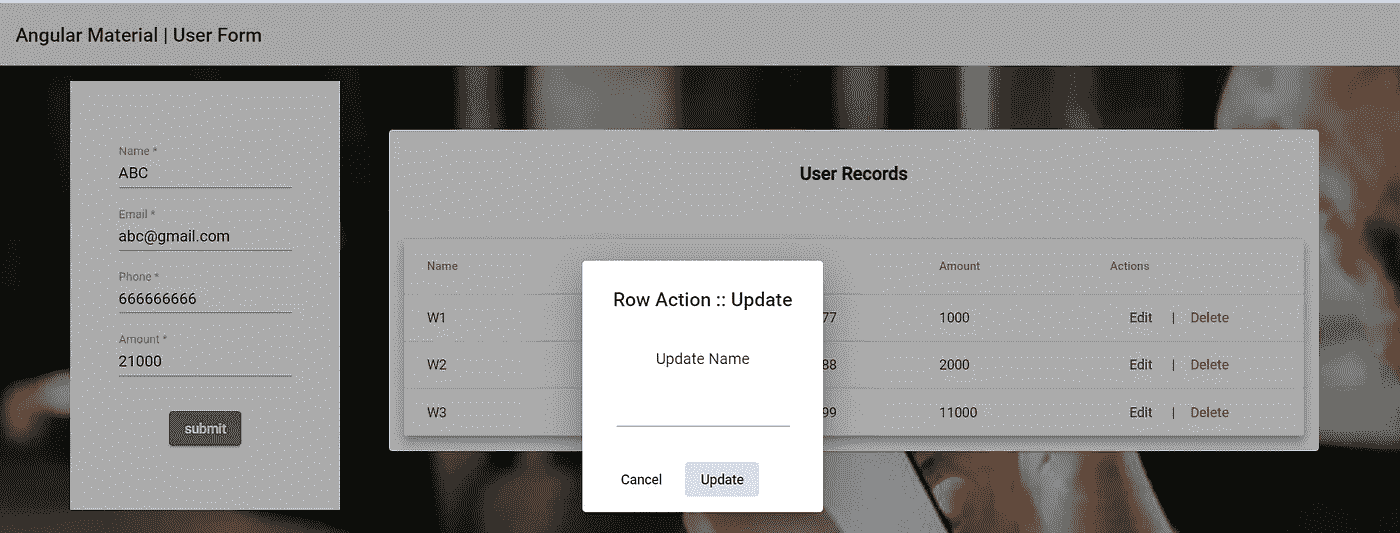 Angular Material | User Form
Name *
ABC
Email *
abc@gmail.com
Phone *
666666666
Amount *
21000
submit
User Records
Name Amount Actions
W1 77 1000 Edit | Delete
W2 88 2000 Edit | Delete
W3 99 11000 Edit | Delete
Row Action :: Update
Update Name
Cancel Update